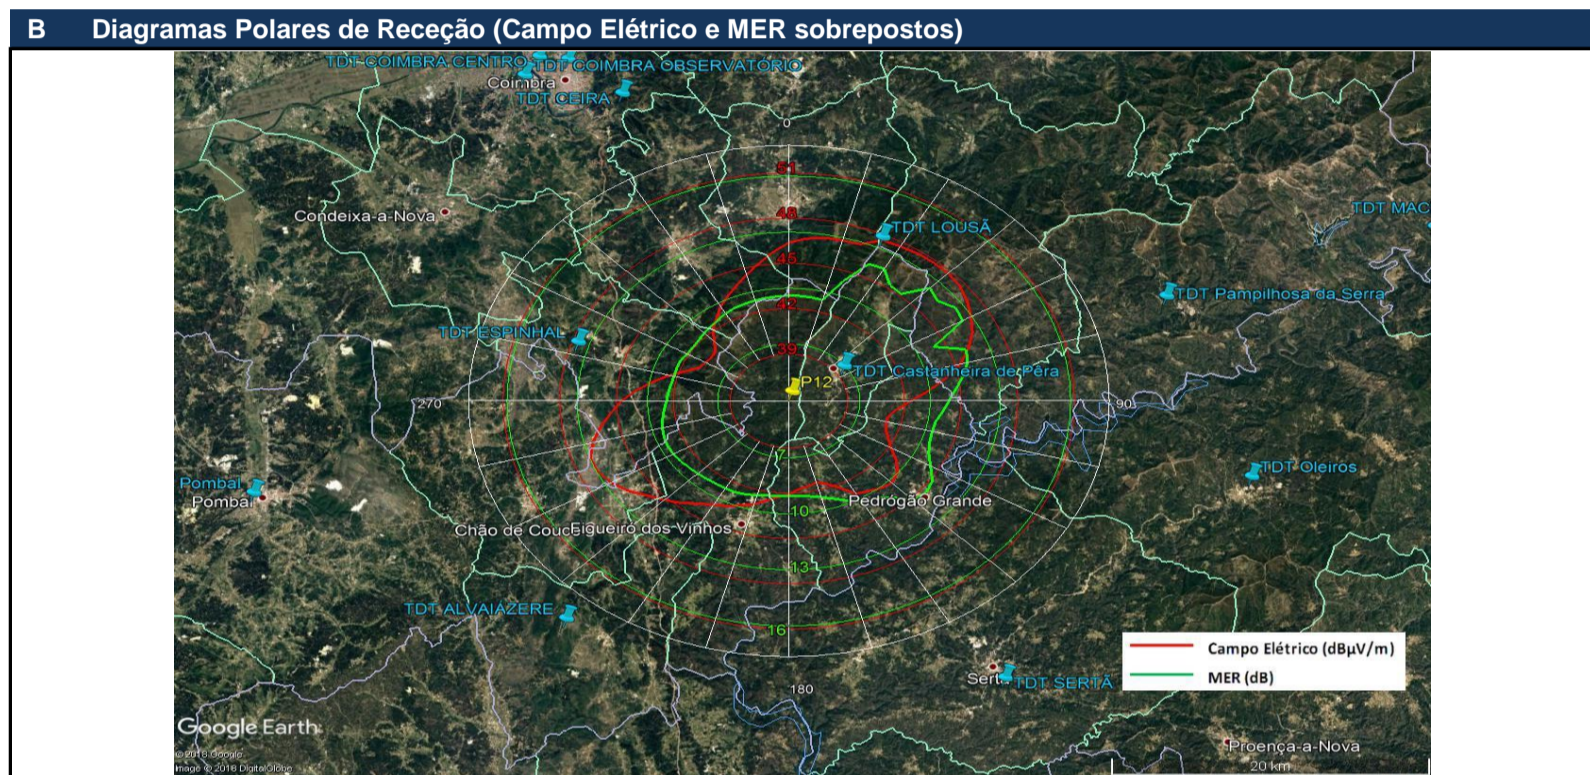 B Diagramas Polares de Receção (Campo Elétrico e MER sobrepostos)
TDT COIMBRA CENTRO
TDT COIMBRA OBSERVATÓRIO
Coimbra
TDT CEIRA
0
51
Condeixa-a-Nova
48
TDT LOUSÃ
TDT MAC
45
TDT Pampilhosa da Serra
42
TDT ESPINHAL
39
TDT Castanheira de Pêra
P12
270
90
7
TDT Oleiros
Pombal
Pombal
Pedrógão Grande
10
Chão de Couce
Figueiró dos Vinhos
13
TDT ALVAIÁZERE
16
Campo Elétrico (dBµV/m)
MER (dB)
TDT SERTÃ
180
Google Earth
Proença-a-Nova
© 2018 Google
Image © 2018 DigitalGlobe
20 km